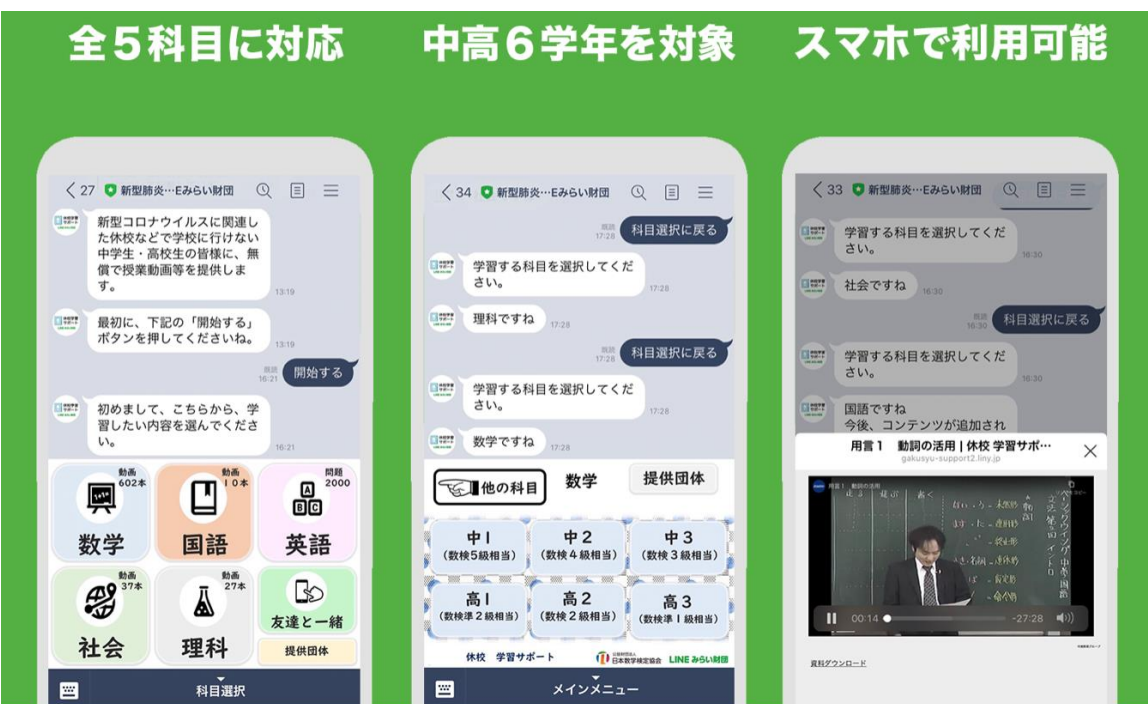 全５科目に対応
中高６学年を対象
スマホで利用可能
27 新型肺炎…Eみらい財団
新型コロナウイルスに関連し
た休校などで学校に行けない
中学生・高校生の皆様に、無
償で授業動画等を提供しま
す。
13:19
最初に、下記の「開始する」
ボタンを押してくださいね。
13:19
既読
16:21
開始する
初めまして、こちらから、学
習したい内容を選んでくださ
い。
16:21
動画
602本
数学
動画
10本
国語
問題
2000
A
B C
英語
動画
37本
社会
動画
27本
理科
友達と一緒
提供団体
科目選択
34 新型肺炎…Eみらい財団
既読
17:28
科目選択に戻る
学習する科目を選択してくだ
さい。
17:28
理科ですね
17:28
既読
17:28
科目選択に戻る
学習する科目を選択してくだ
さい。
17:28
数学ですね
17:28
他の科目
数学
提供団体
中1
(数検5級相当)
中2
(数検４級相当)
中3
(数検３級相当)
高1
(数検準２級相当)
高2
(数検２級相当)
高3
(数検準１級相当)
休校 学習サポート
公益財団法人
日本数学検定協会
LINE みらい財団
メインメニュー
33 新型肺炎…Eみらい財団
学習する科目を選択してくだ
さい。
16:30
社会ですね
16:30
既読
16:30
科目選択に戻る
学習する科目を選択してくだ
さい。
16:30
国語ですね
今後、コンテンツが追加され
用言１ 動詞の活用 | 休校 学習サポ…
gakusyu-support2.liny.jp
用言１ 動詞の活用
00:14
-27:28
資料ダウンロード